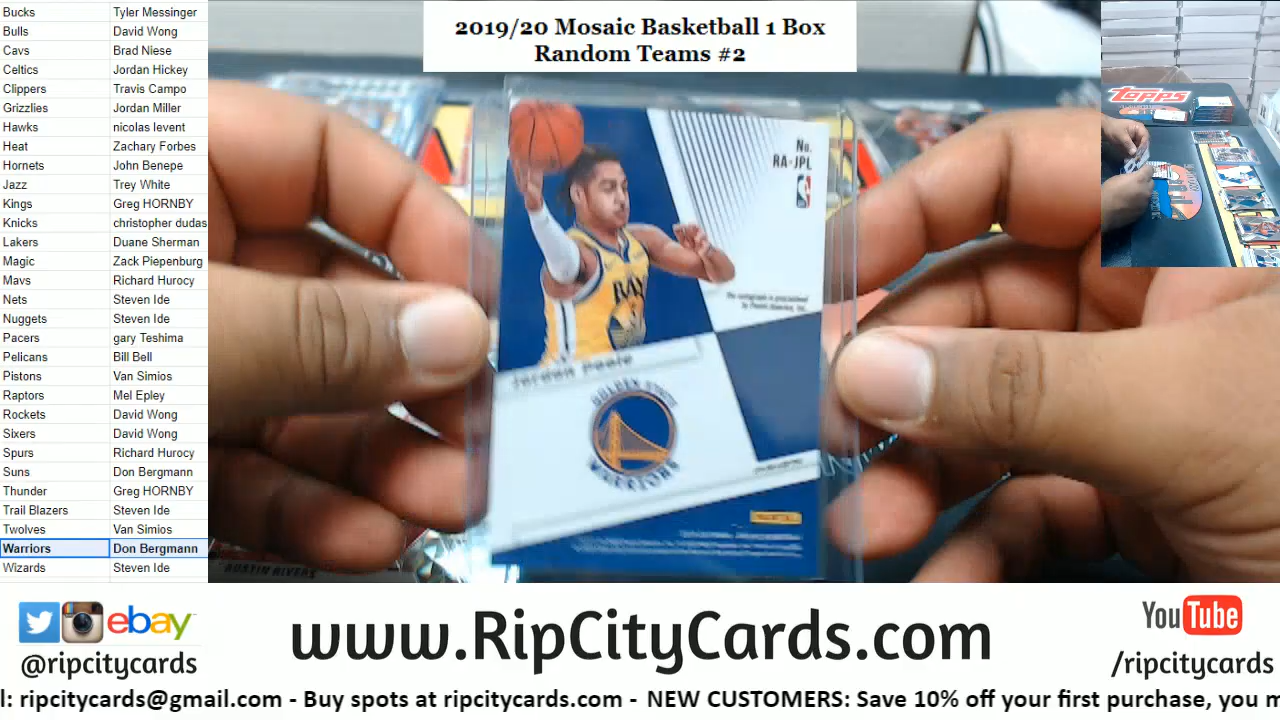 Bucks Tyler Messinger
Bulls David Wong
Cavs Brad Niese
Celtics Jordan Hickey
Clippers Travis Campo
Grizzlies Jordan Miller
Hawks nicolas levent
Heat Zachary Forbes
Hornets John Benepe
Jazz Trey White
Kings Greg HORNBY
Knicks christopher dudas
Lakers Duane Sherman
Magic Zack Piepenburg
Mavs Richard Hurocy
Nets Steven Ide
Nuggets Steven Ide
Pacers gary Teshima
Pelicans Bill Bell
Pistons Van Simios
Raptors Mel Epley
Rockets David Wong
Sixers David Wong
Spurs Richard Hurocy
Suns Don Bergmann
Thunder Greg HORNBY
Trail Blazers Steven Ide
Twolves Van Simios
Warriors Don Bergmann
Wizards Steven Ide
2019/20 Mosaic Basketball 1 Box
Random Teams #2
No.
RA-JPL
BAY
Jordan Poole
GOLDEN STATE
WARRIORS
AUSTIN RIVERS
Topps
ebay
@ripcitycards
www.RipCityCards.com
YouTube
/ripcitycards
l: ripcitycards@gmail.com - Buy spots at ripcitycards.com - NEW CUSTOMERS: Save 10% off your first purchase, you m